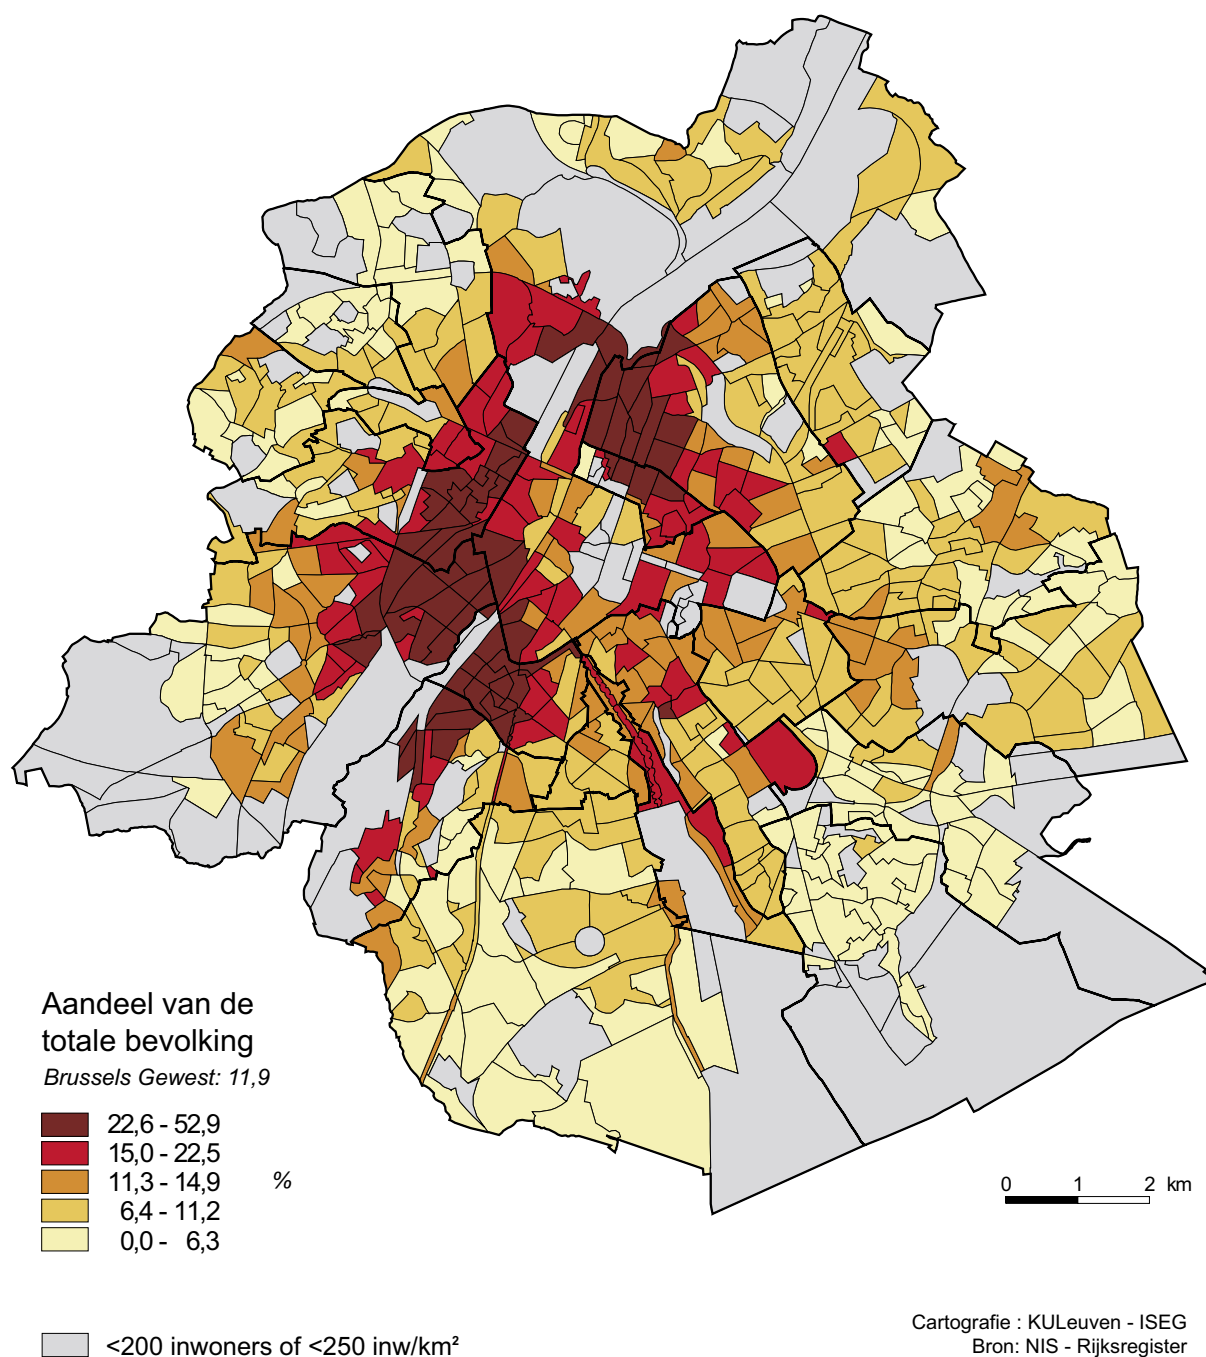 Aandeel van de
totale bevolking
Brussels Gewest: 11,9
22,6 - 52,9
15,0 - 22,5
11,3 - 14,9 %
6,4 - 11,2
0,0 - 6,3
<200 inwoners of <250 inw/km²
0 1 2 km
Cartografie : KULeuven - ISEG
Bron: NIS - Rijksregister